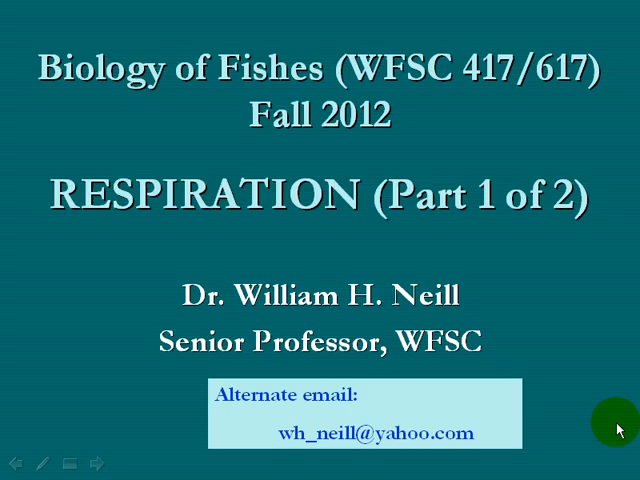 Biology of Fishes (WFSC 417/617)
Fall 2012
RESPIRATION (Part 1 of 2)
Dr. William H. Neill
Senior Professor, WFSC
Alternate email:
wh_neill@yahoo.com